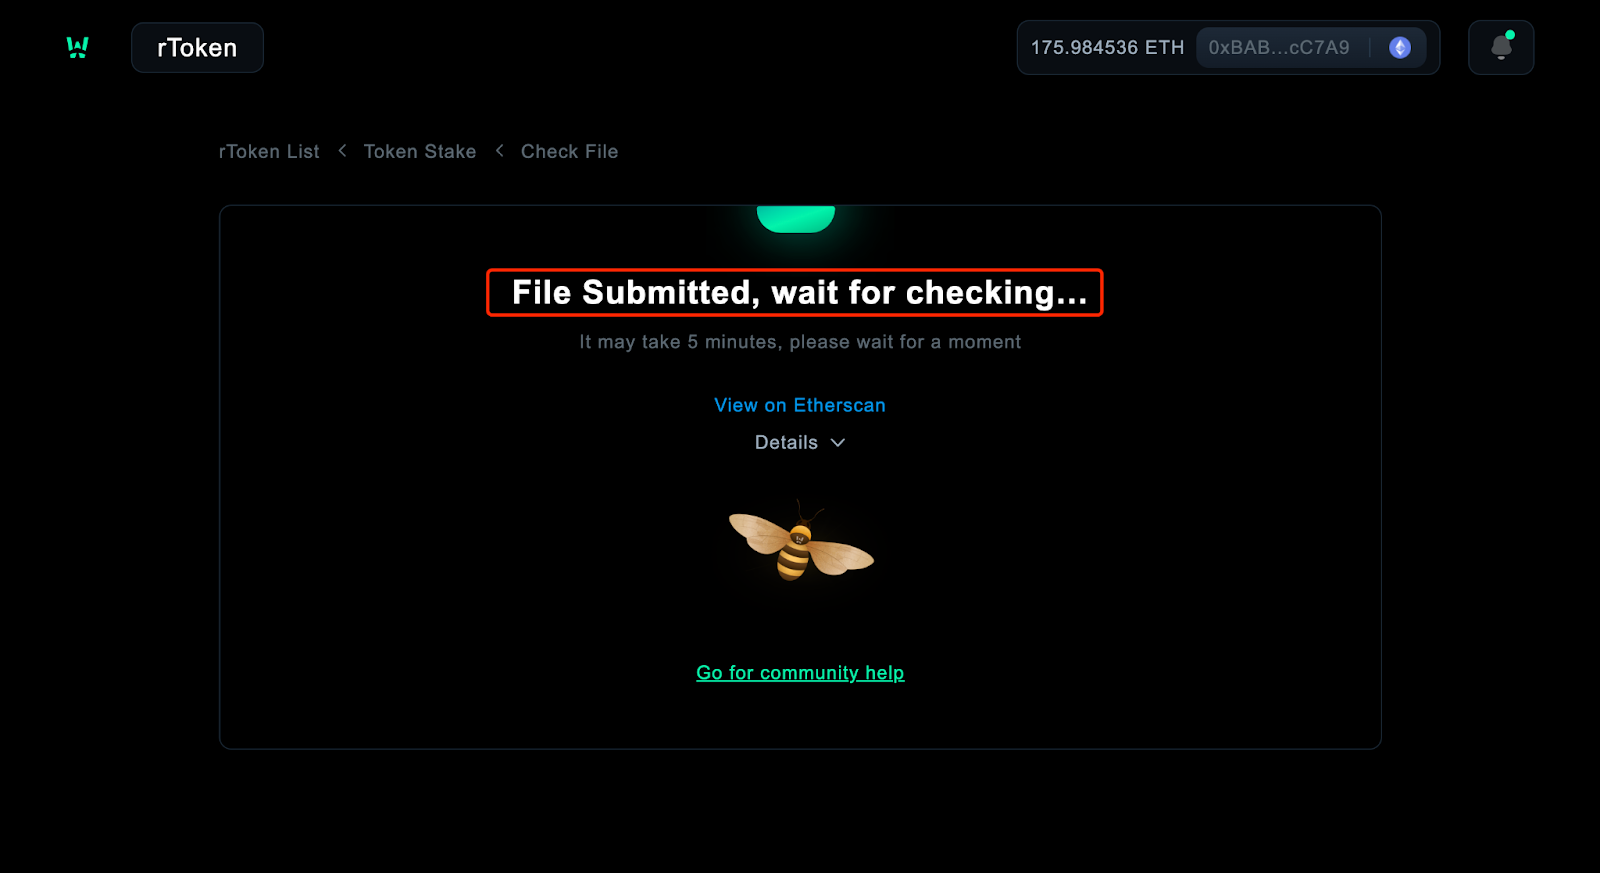 rToken
175.984536 ETH 0xBAB...cC7A9
rToken List < Token Stake < Check File
File Submitted, wait for checking...
It may take 5 minutes, please wait for a moment
View on Etherscan
Details
Go for community help